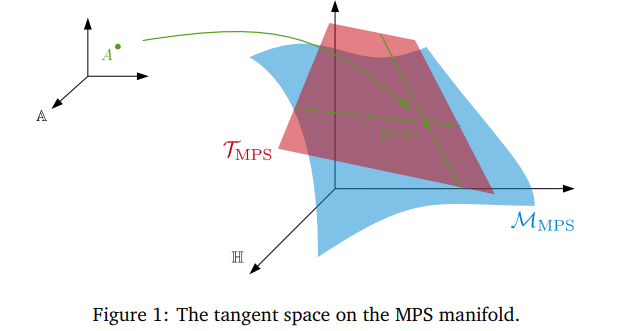 A
𝔸
𝒯MPS
ℍ
ℳMPS
Figure 1: The tangent space on the MPS manifold.